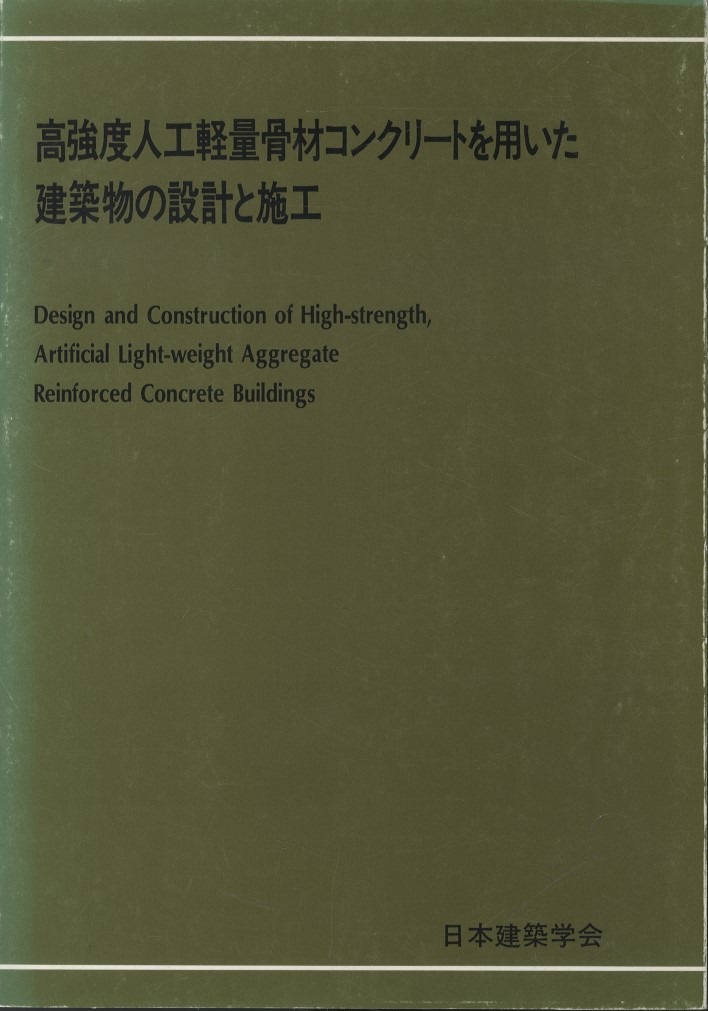 高強度人工軽量骨材コンクリートを用いた
建築物の設計と施工
Design and Construction of High-strength,
Artificial Light-weight Aggregate
Reinforced Concrete Buildings
日本建築学会